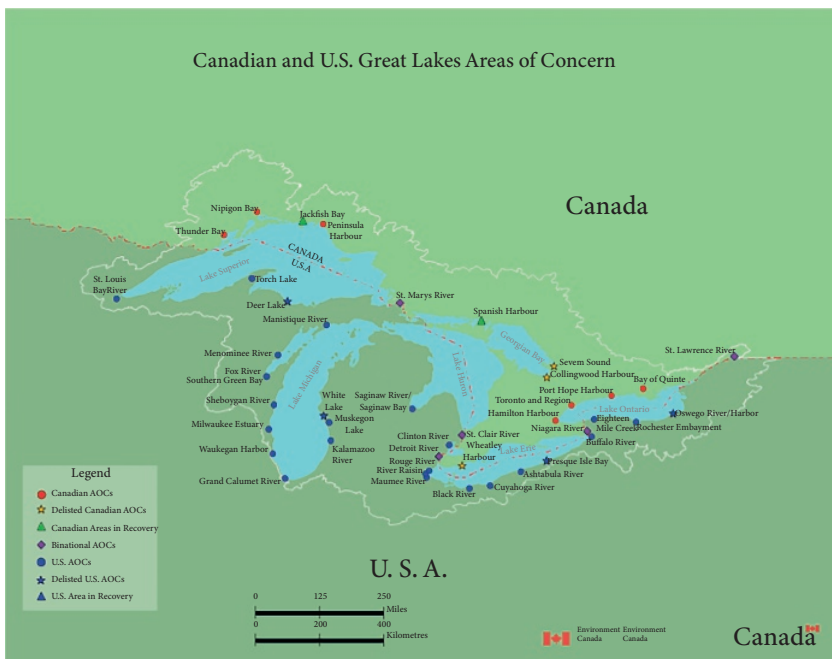 Canadian and U.S. Great Lakes Areas of Concern
Canada
Nipigon Bay
Jackfish Bay
Peninsula
Harbour
Thunder Bay
CANADA
U.S.A
Lake Superior
St. Louis
BayRiver
Torch Lake
Deer Lake
St. Marys River
Spanish Harbour
Manistique River
Georgian Bay
St. Lawrence River
Menominee River
Lake Huron
Sevem Sound
Collingwood Harbour
Fox River
Southern Green Bay
Lake Michigan
Port Hope Harbour
Bay of Quinte
White
Lake
Saginaw River/
Saginaw Bay
Toronto and Region
Sheboygan River
Hamilton Harbour
Lake Ontario
Oswego River/Harbor
Muskegon
Lake
Niagara River
Eighteen
Mile Creek
Rochester Embayment
Milwaukee Estuary
Clinton River
St. Clair River
Buffalo River
Detroit River
Wheatley
Harbour
Lake Erie
Kalamazoo
River
Waukegan Harbor
Rouge River
Presque Isle Bay
River Raisin
Ashtabula River
Maumee River
Grand Calumet River
Black River
Cuyahoga River
Legend
Canadian AOCs
Delisted Canadian AOCs
Canadian Areas in Recovery
Binational AOCs
U.S. AOCs
Delisted U.S. AOCs
U.S. Area in Recovery
U. S. A.
0 125 250
Miles
0 200 400
Kilometres
Environment
Canada
Environment
Canada
Canada